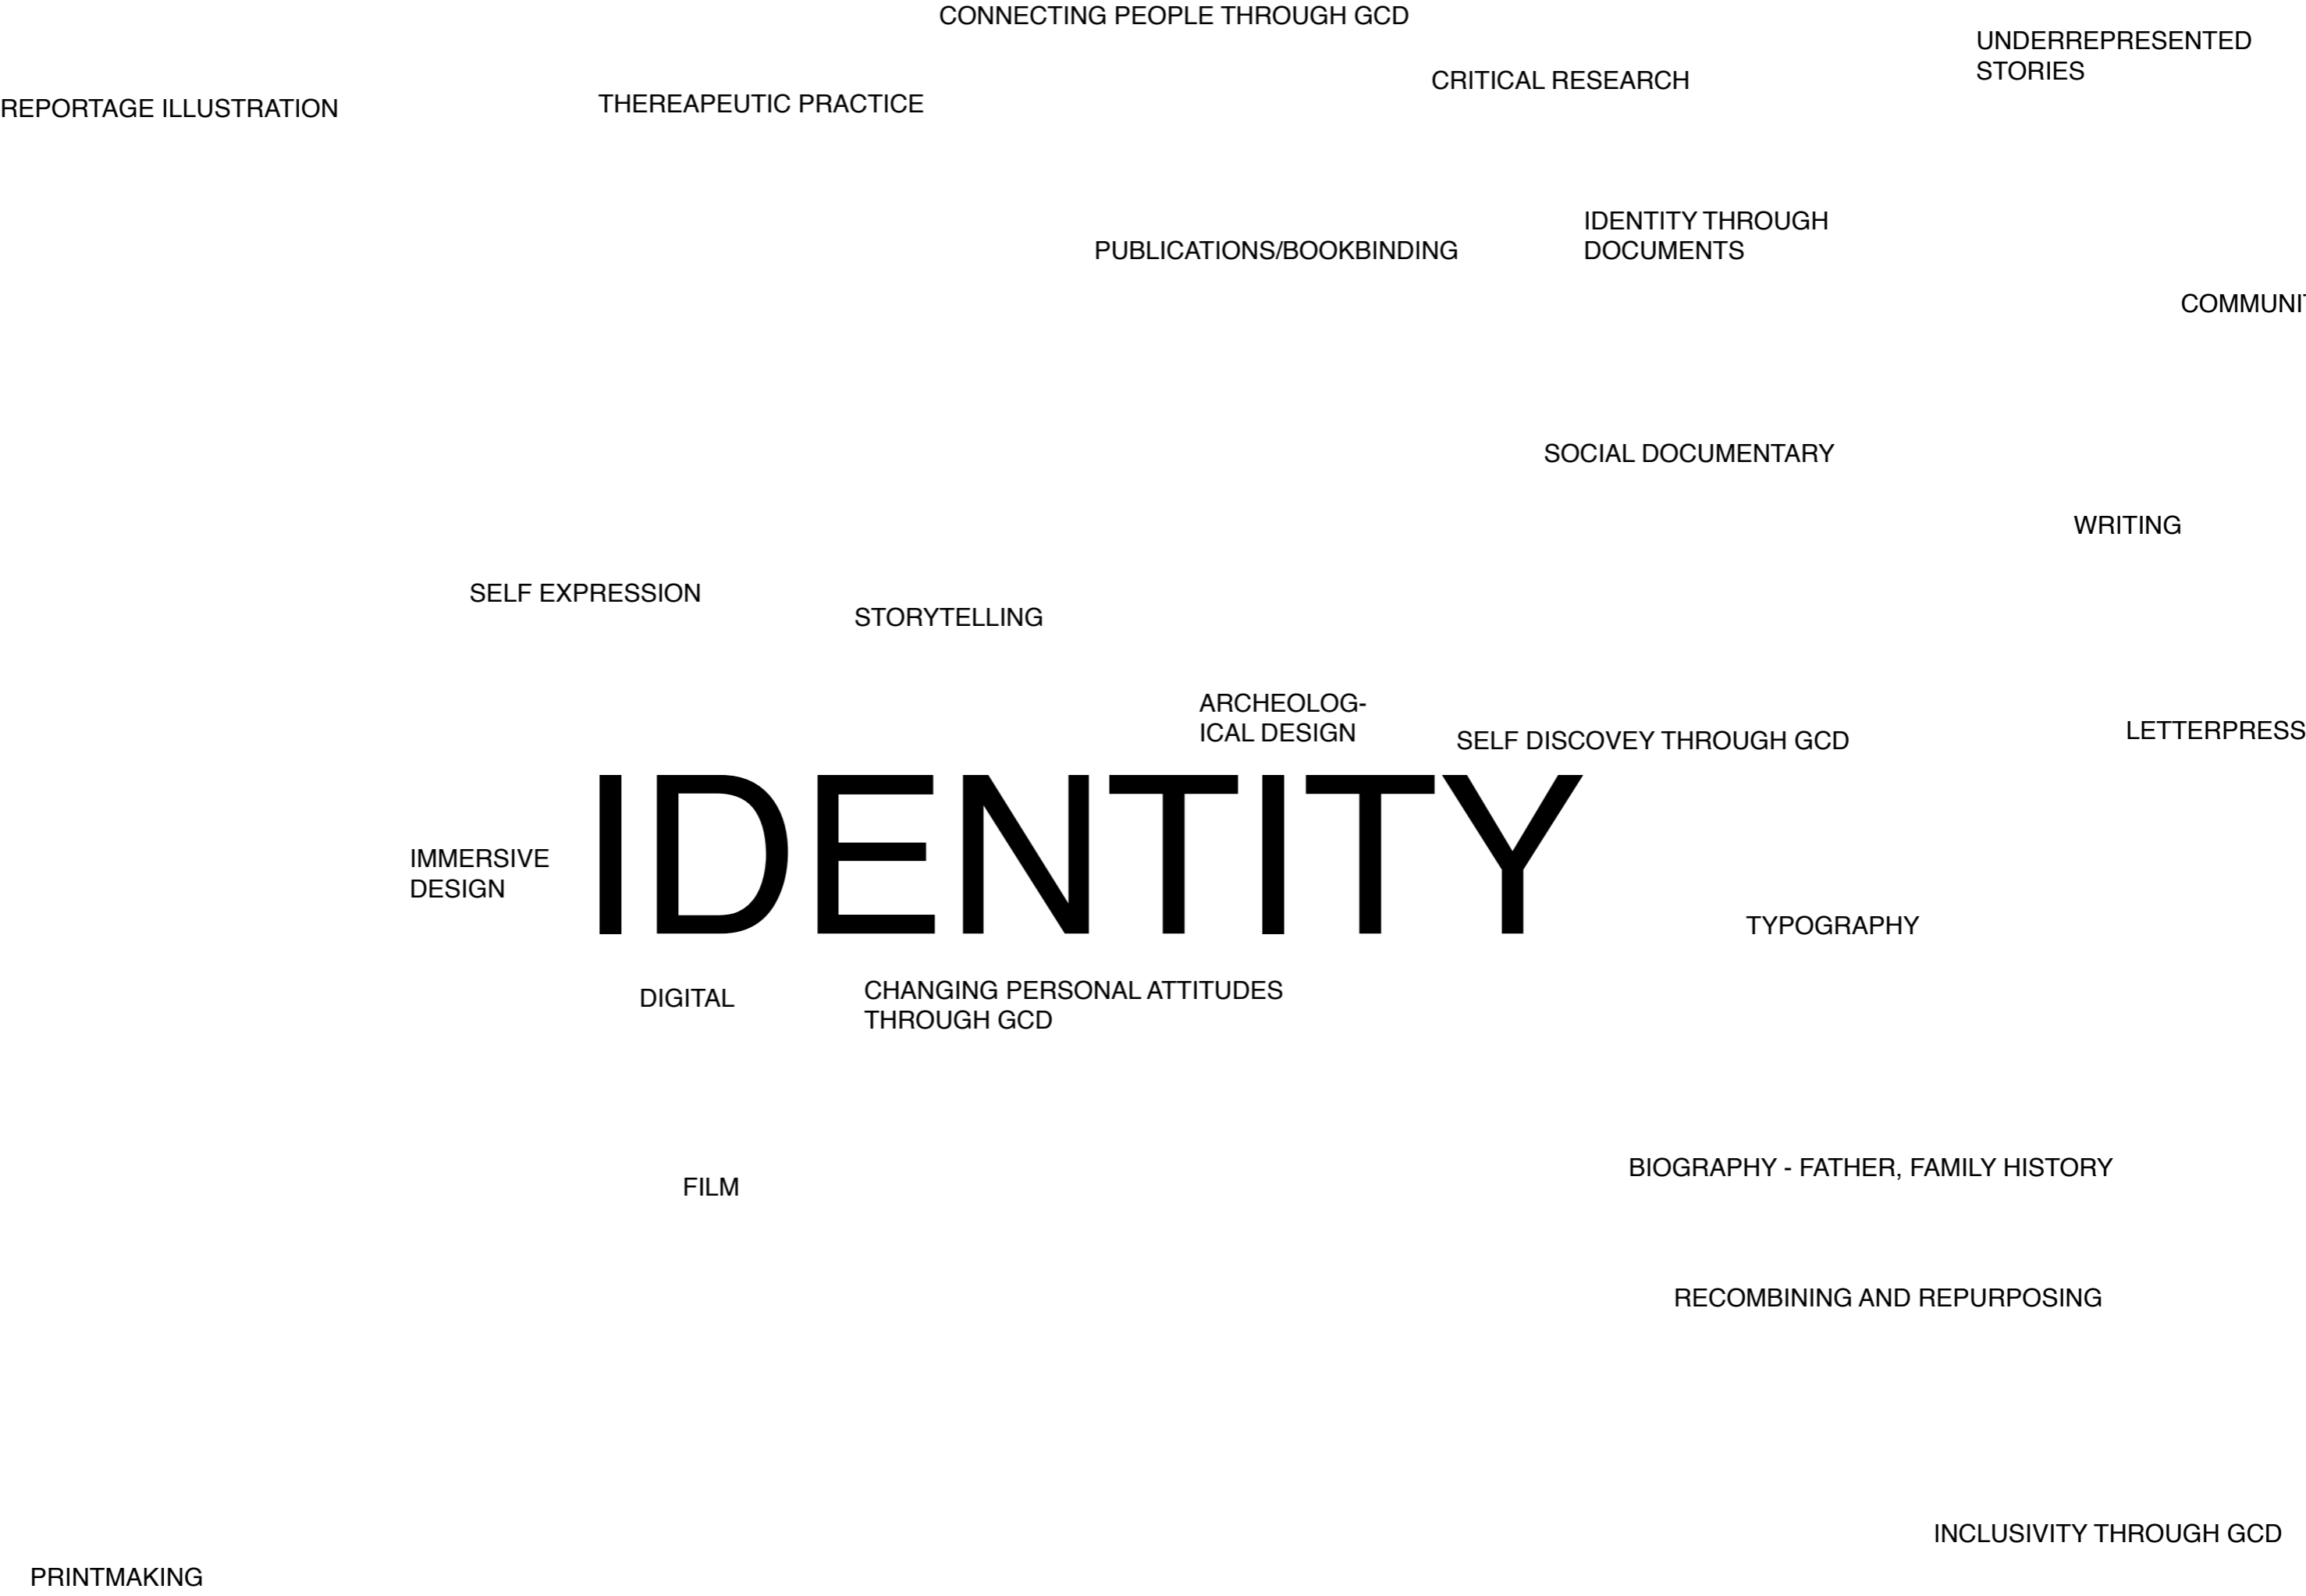 CONNECTING PEOPLE THROUGH GCD
UNDERREPRESENTED
STORIES
CRITICAL RESEARCH
REPORTAGE ILLUSTRATION
THEREAPEUTIC PRACTICE
IDENTITY THROUGH
DOCUMENTS
PUBLICATIONS/BOOKBINDING
SOCIAL DOCUMENTARY
WRITING
SELF EXPRESSION
STORYTELLING
ARCHEOLOG-
ICAL DESIGN
SELF DISCOVEY THROUGH GCD
LETTERPRESS
IDENTITY
IMMERSIVE
DESIGN
TYPOGRAPHY
DIGITAL
CHANGING PERSONAL ATTITUDES
THROUGH GCD
BIOGRAPHY - FATHER, FAMILY HISTORY
FILM
RECOMBINING AND REPURPOSING
INCLUSIVITY THROUGH GCD
PRINTMAKING